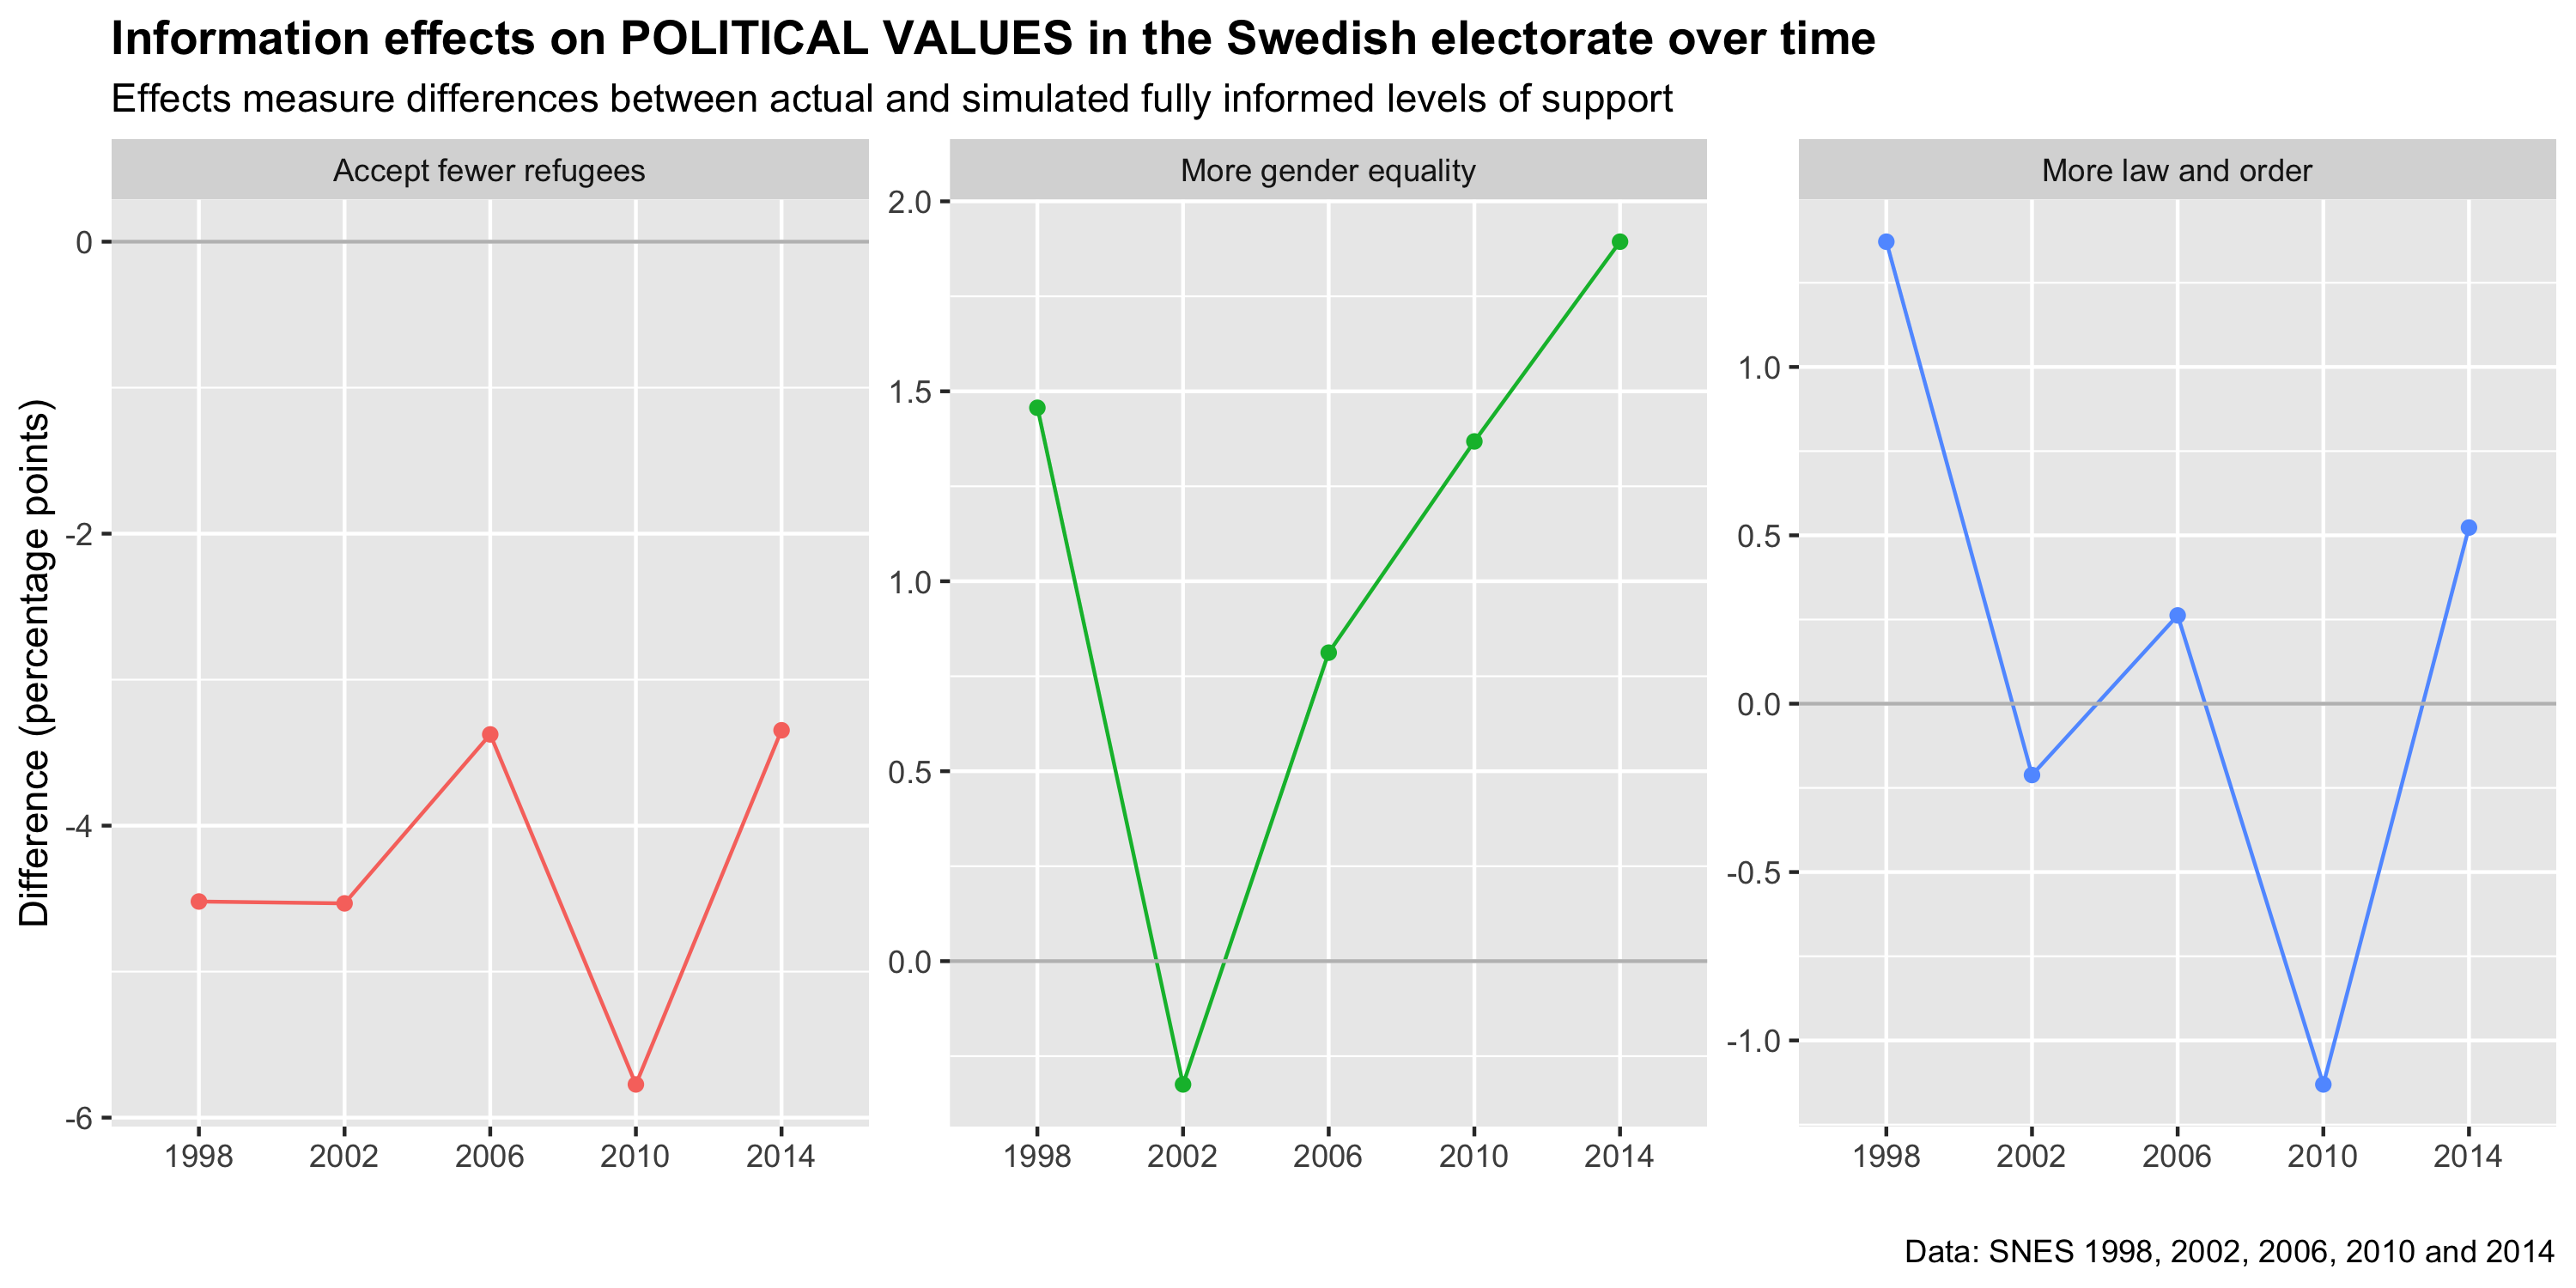 Information effects on POLITICAL VALUES in the Swedish electorate over time
Effects measure differences between actual and simulated fully informed levels of support
Difference (percentage points)
Accept fewer refugees
0
-2
-4
-6
1998 2002 2006 2010 2014
More gender equality
2.0
1.5
1.0
0.5
0.0
1998 2002 2006 2010 2014
More law and order
1.0
0.5
0.0
-0.5
-1.0
1998 2002 2006 2010 2014
Data: SNES 1998, 2002, 2006, 2010 and 2014